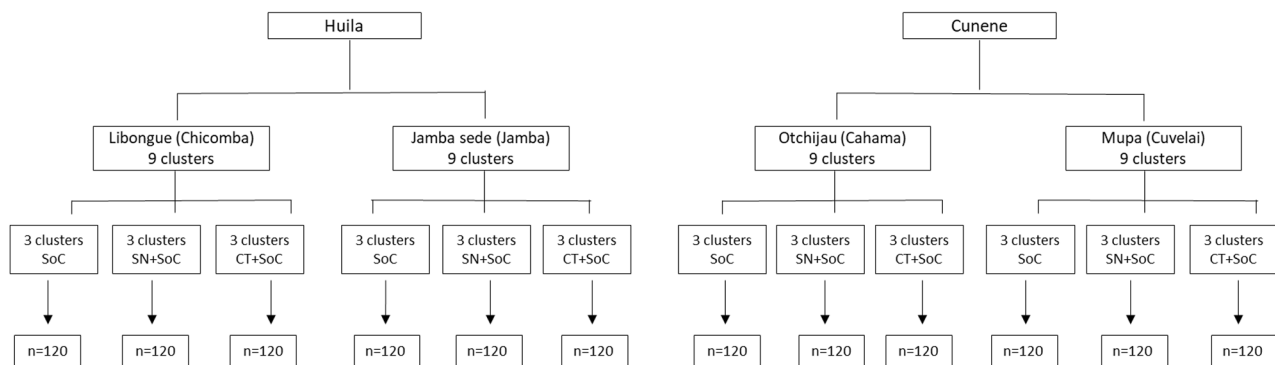 Huila
Cunene
Libongue (Chicomba)
9 clusters
Jamba sede (Jamba)
9 clusters
Otchijau (Cahama)
9 clusters
Mupa (Cuvelai)
9 clusters
3 clusters
SoC
3 clusters
SN+SoC
3 clusters
CT+SoC
3 clusters
SoC
3 clusters
SN+SoC
3 clusters
CT+SoC
3 clusters
SoC
3 clusters
SN+SoC
3 clusters
CT+SoC
3 clusters
SoC
3 clusters
SN+SoC
3 clusters
CT+SoC
n=120
n=120
n=120
n=120
n=120
n=120
n=120
n=120
n=120
n=120
n=120
n=120